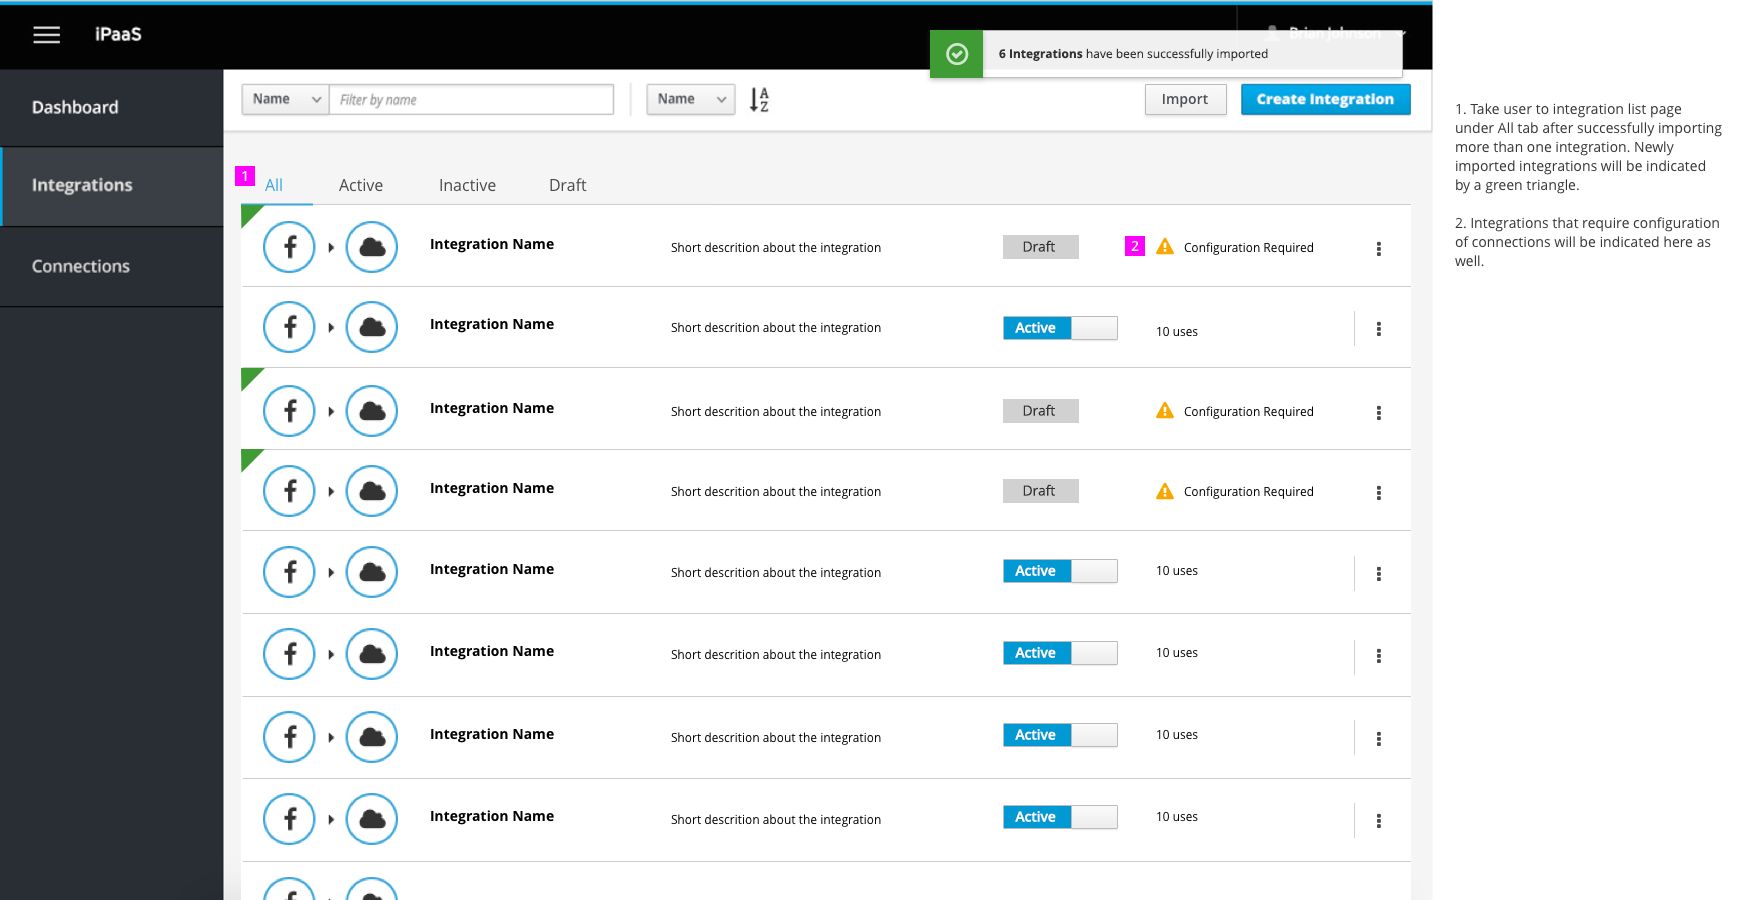 iPaaS
Brian Johnson
6 Integrations have been successfully imported
Dashboard
Integrations
Connections
Name
Filter by name
Name
A
Z
Import
Create Integration
1
All
Active
Inactive
Draft
Integration Name
Short descrition about the integration
Draft
2
Configuration Required
Integration Name
Short descrition about the integration
Active
10 uses
Integration Name
Short descrition about the integration
Draft
Configuration Required
Integration Name
Short descrition about the integration
Draft
Configuration Required
Integration Name
Short descrition about the integration
Active
10 uses
Integration Name
Short descrition about the integration
Active
10 uses
Integration Name
Short descrition about the integration
Active
10 uses
Integration Name
Short descrition about the integration
Active
10 uses
1. Take user to integration list page
under All tab after successfully importing
more than one integration. Newly
imported integrations will be indicated
by a green triangle.
2. Integrations that require configuration
of connections will be indicated here as
well.